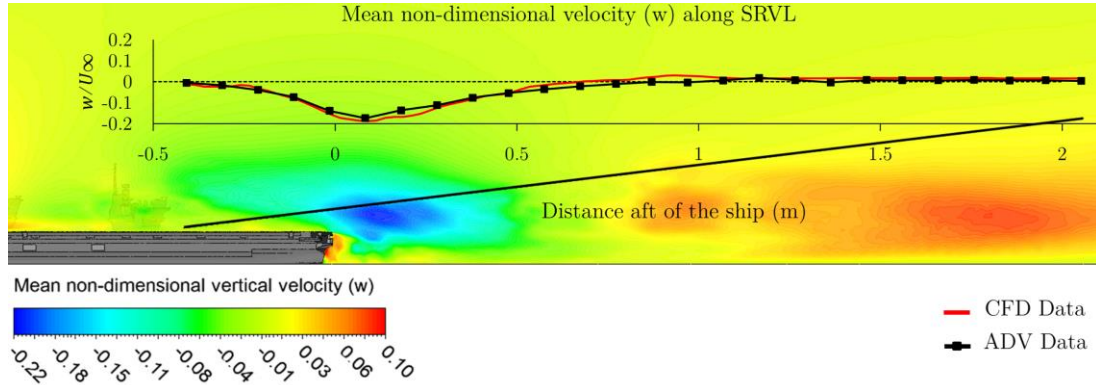 Mean non-dimensional velocity (w) along SRVL
0.2
0.1
0
-0.1
-0.2
w/U∞
-0.5 0 0.5 1 1.5 2
Distance aft of the ship (m)
Mean non-dimensional vertical velocity (w)
-0.22 -0.18 -0.15 -0.11 -0.08 -0.04 -0.01 0.03 0.06 0.10
CFD Data
ADV Data